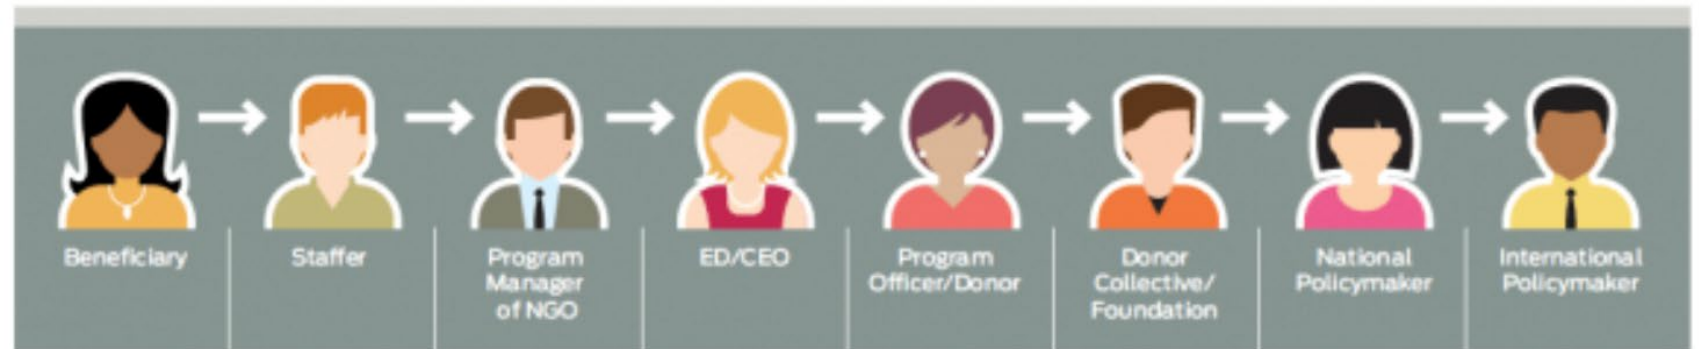 Beneficiary
Staffer
Program
Manager
of NGO
ED/CEO
Program
Officer/Donor
Donor
Collective/
Foundation
National
Policymaker
International
Policymaker